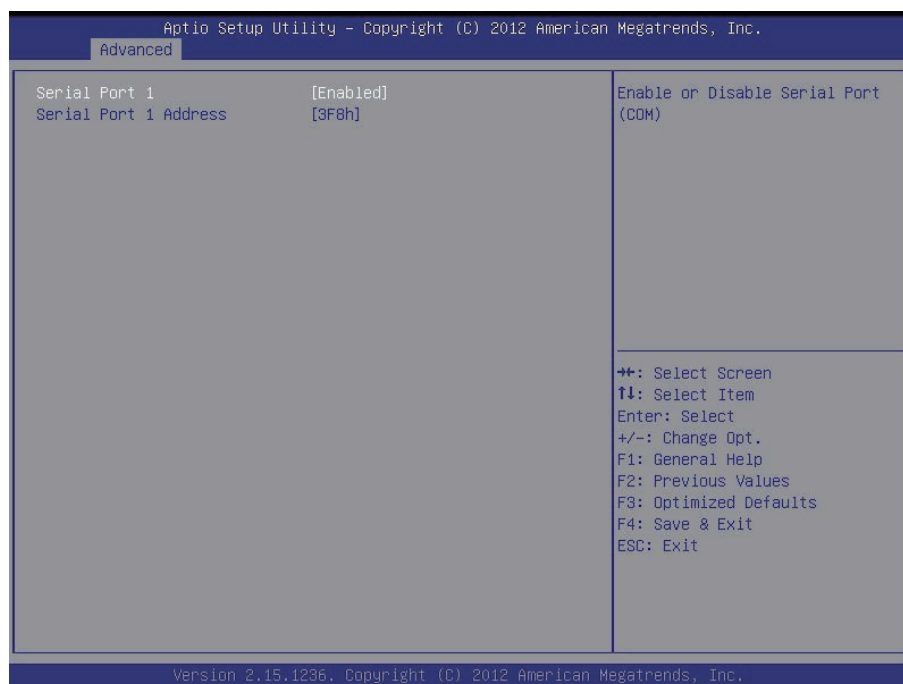 Aptio Setup Utility – Copyright (C) 2012 American Megatrends, Inc.
Advanced
Serial Port 1 [Enabled]
Serial Port 1 Address [3F8h]
Enable or Disable Serial Port
(COM)
→←: Select Screen
↑↓: Select Item
Enter: Select
+/-: Change Opt.
F1: General Help
F2: Previous Values
F3: Optimized Defaults
F4: Save & Exit
ESC: Exit
Version 2.15.1236. Copyright (C) 2012 American Megatrends, Inc.